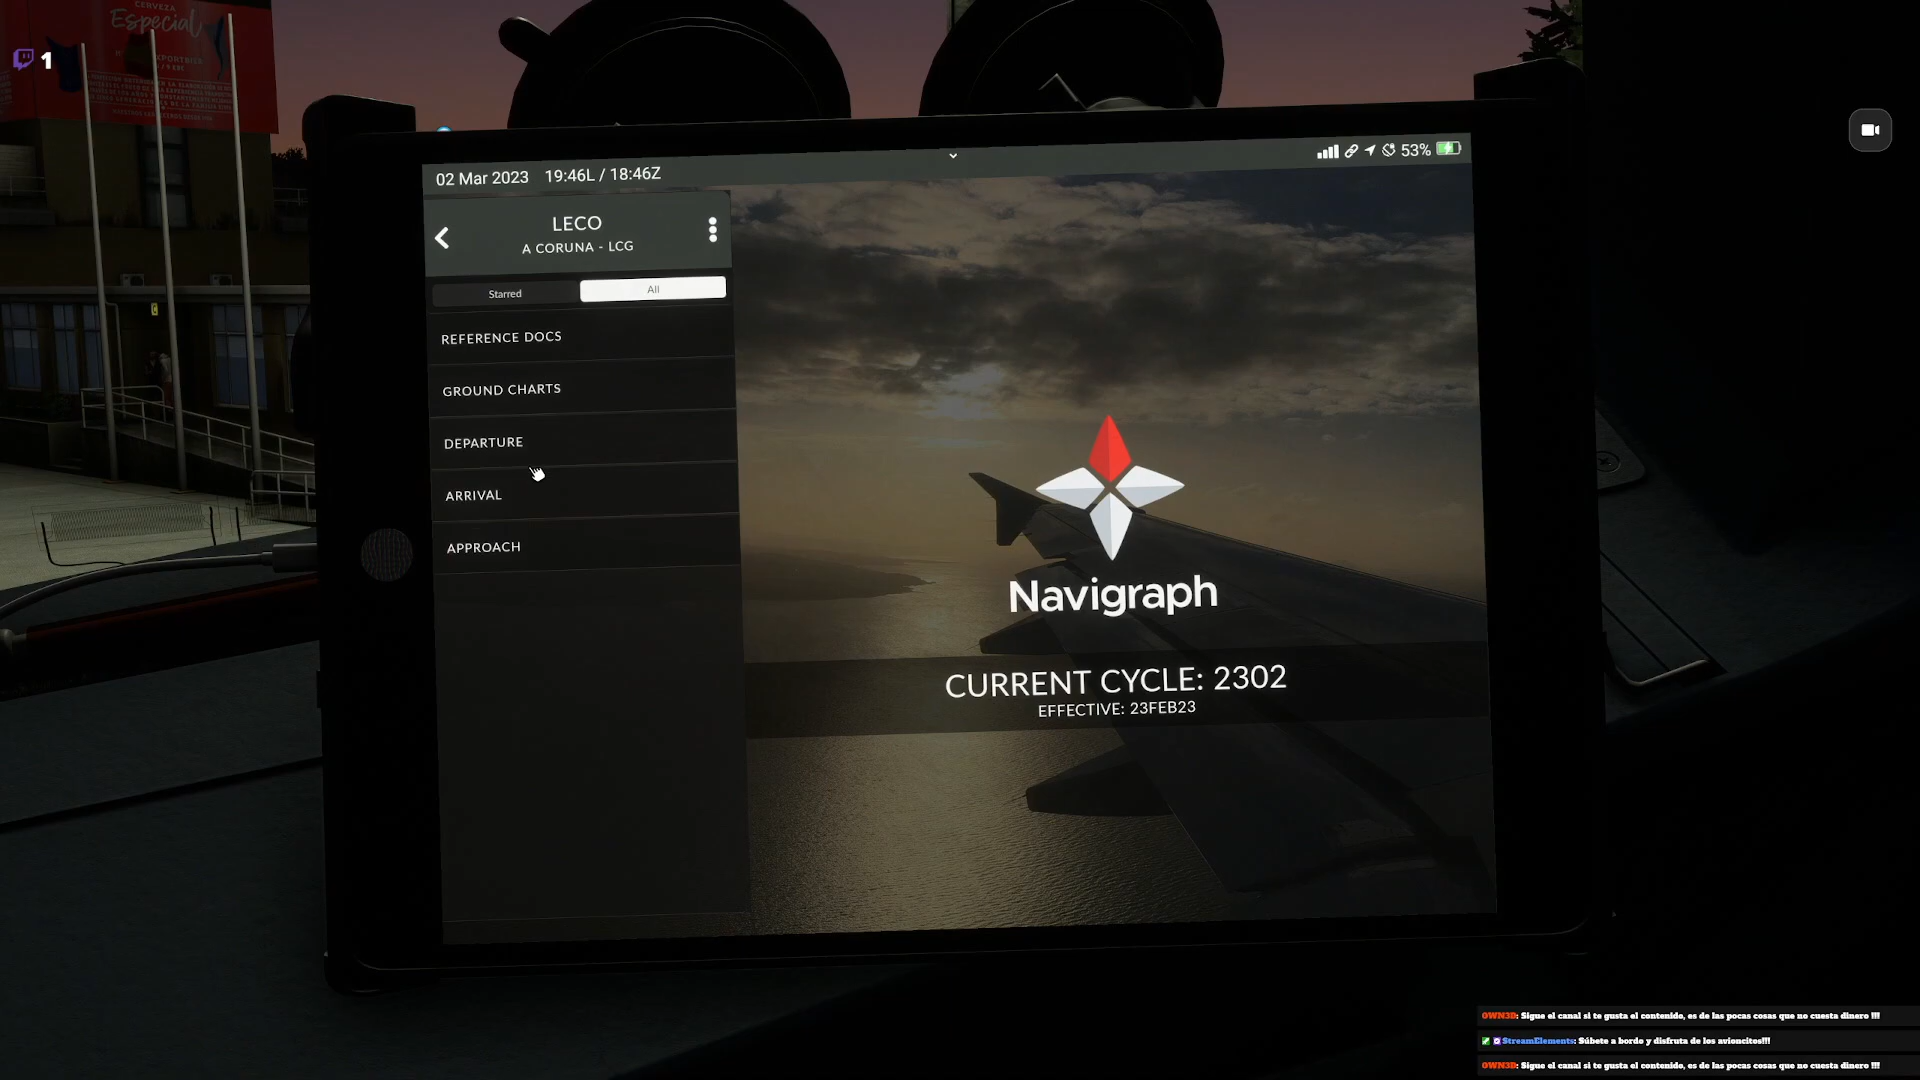 CERVEZA
Especial
1
02 Mar 2023 19:46L / 18:46Z
53%
LECO
A CORUNA - LCG
Starred
All
REFERENCE DOCS
GROUND CHARTS
DEPARTURE
ARRIVAL
APPROACH
Navigraph
CURRENT CYCLE: 2302
EFFECTIVE: 23FEB23
OWN3D: Sigue el canal si te gusta el contenido, es de las pocas cosas que no cuesta dinero !!!
StreamElements: Súbete a bordo y disfruta de los avioncitos!!!
OWN3D: Sigue el canal si te gusta el contenido, es de las pocas cosas que no cuesta dinero !!!